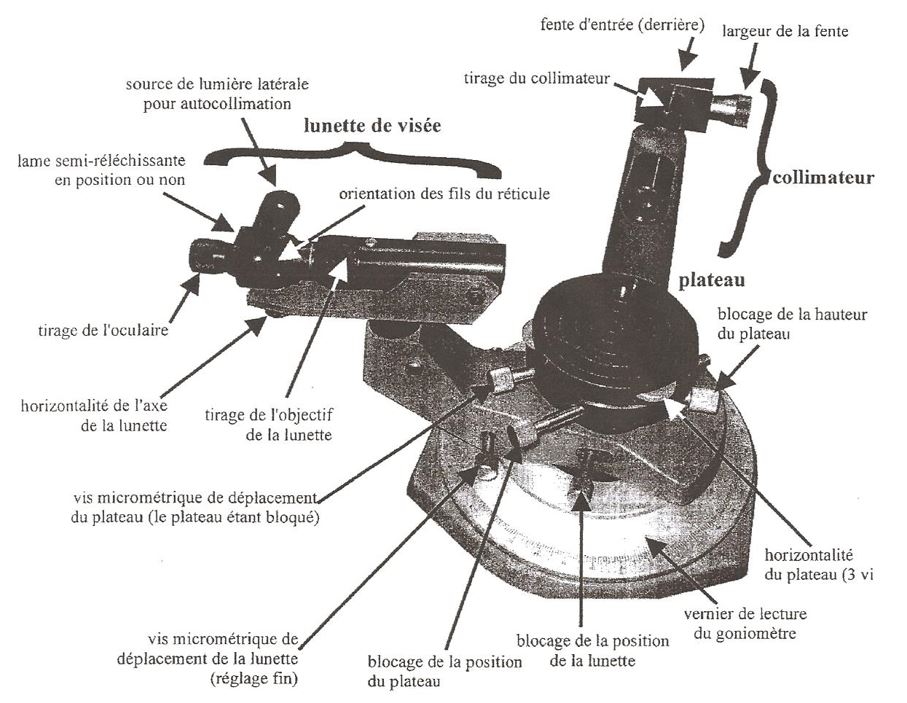 fente d'entrée (derrière)
largeur de la fente
tirage du collimateur
source de lumière latérale
pour autocollimation
lunette de visée
lame semi-réléchissante
en position ou non
orientation des fils du réticule
collimateur
plateau
blocage de la hauteur
du plateau
tirage de l'oculaire
horizontalité de l'axe
de la lunette
tirage de l'objectif
de la lunette
vis micrométrique de déplacement
du plateau (le plateau étant bloqué)
horizontalité
du plateau (3 vi
vernier de lecture
du goniomètre
vis micrométrique de
déplacement de la lunette
(réglage fin)
blocage de la position
du plateau
blocage de la position
de la lunette